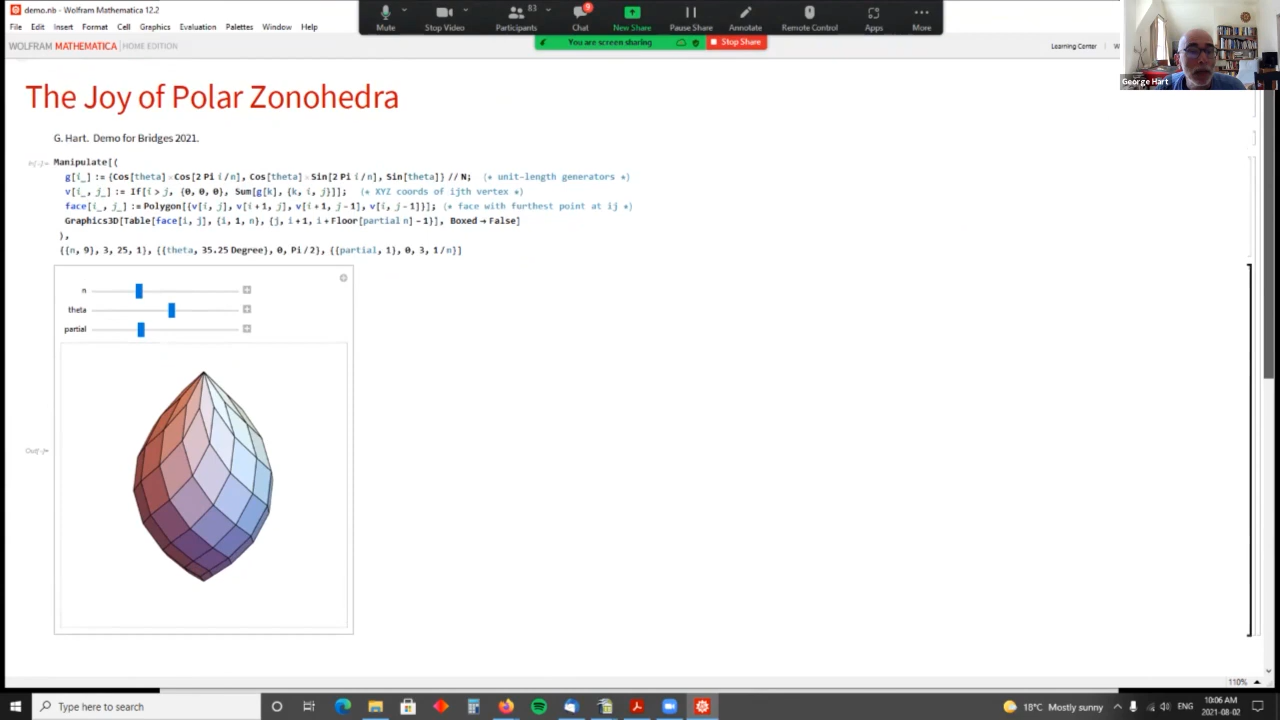 demo.nb - Wolfram Mathematica 12.2
File Insert Format Cell Graphics Evaluation Palettes Window Help
Mute Stop Video Participants 83 Chat 9 New Share Pause Share Annotate Remote Control Apps More
You are screen sharing Stop Share
WOLFRAM MATHEMATICA | HOME EDITION
Learning Center W
George Hart
The Joy of Polar Zonohedra
G. Hart. Demo for Bridges 2021.
In[-]:= Manipulate[(
g[i_] := {Cos[theta] × Cos[2 Pi i / n], Cos[theta] × Sin[2 Pi i / n], Sin[theta]} // N; (* unit-length generators *)
v[i_, j_] := If[i > j, {0, 0, 0}, Sum[g[k], {k, i, j}]]; (* XYZ coords of ijth vertex *)
face[i_, j_] := Polygon[{v[i, j], v[i + 1, j], v[i + 1, j - 1], v[i, j - 1]}]; (* face with furthest point at ij *)
Graphics3D[Table[face[i, j], {i, 1, n}, {j, i + 1, i + Floor[partial n] - 1}], Boxed → False]
),
{{n, 9}, 3, 25, 1}, {{theta, 35.25 Degree}, 0, Pi / 2}, {{partial, 1}, 0, 3, 1 / n}]
n
theta
partial
Out[-]=
110%
Type here to search
18°C Mostly sunny
ENG
10:06 AM
2021-08-02